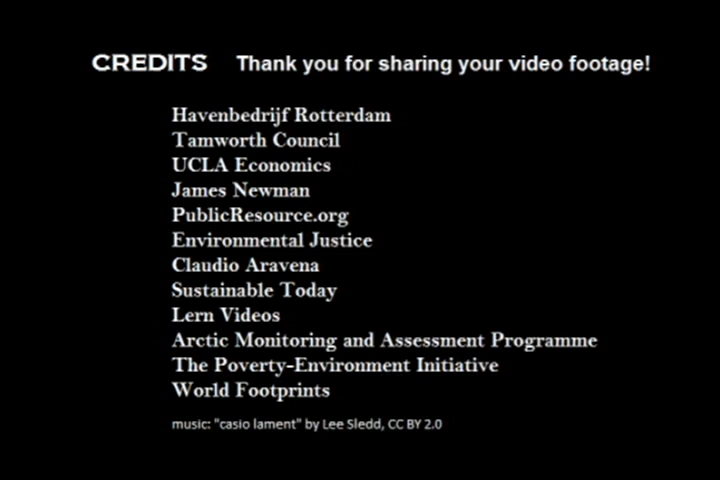 CREDITS Thank you for sharing your video footage!
Havenbedrijf Rotterdam
Tamworth Council
UCLA Economics
James Newman
PublicResource.org
Environmental Justice
Claudio Aravena
Sustainable Today
Lern Videos
Arctic Monitoring and Assessment Programme
The Poverty-Environment Initiative
World Footprints
music: "casio lament" by Lee Sledd, CC BY 2.0